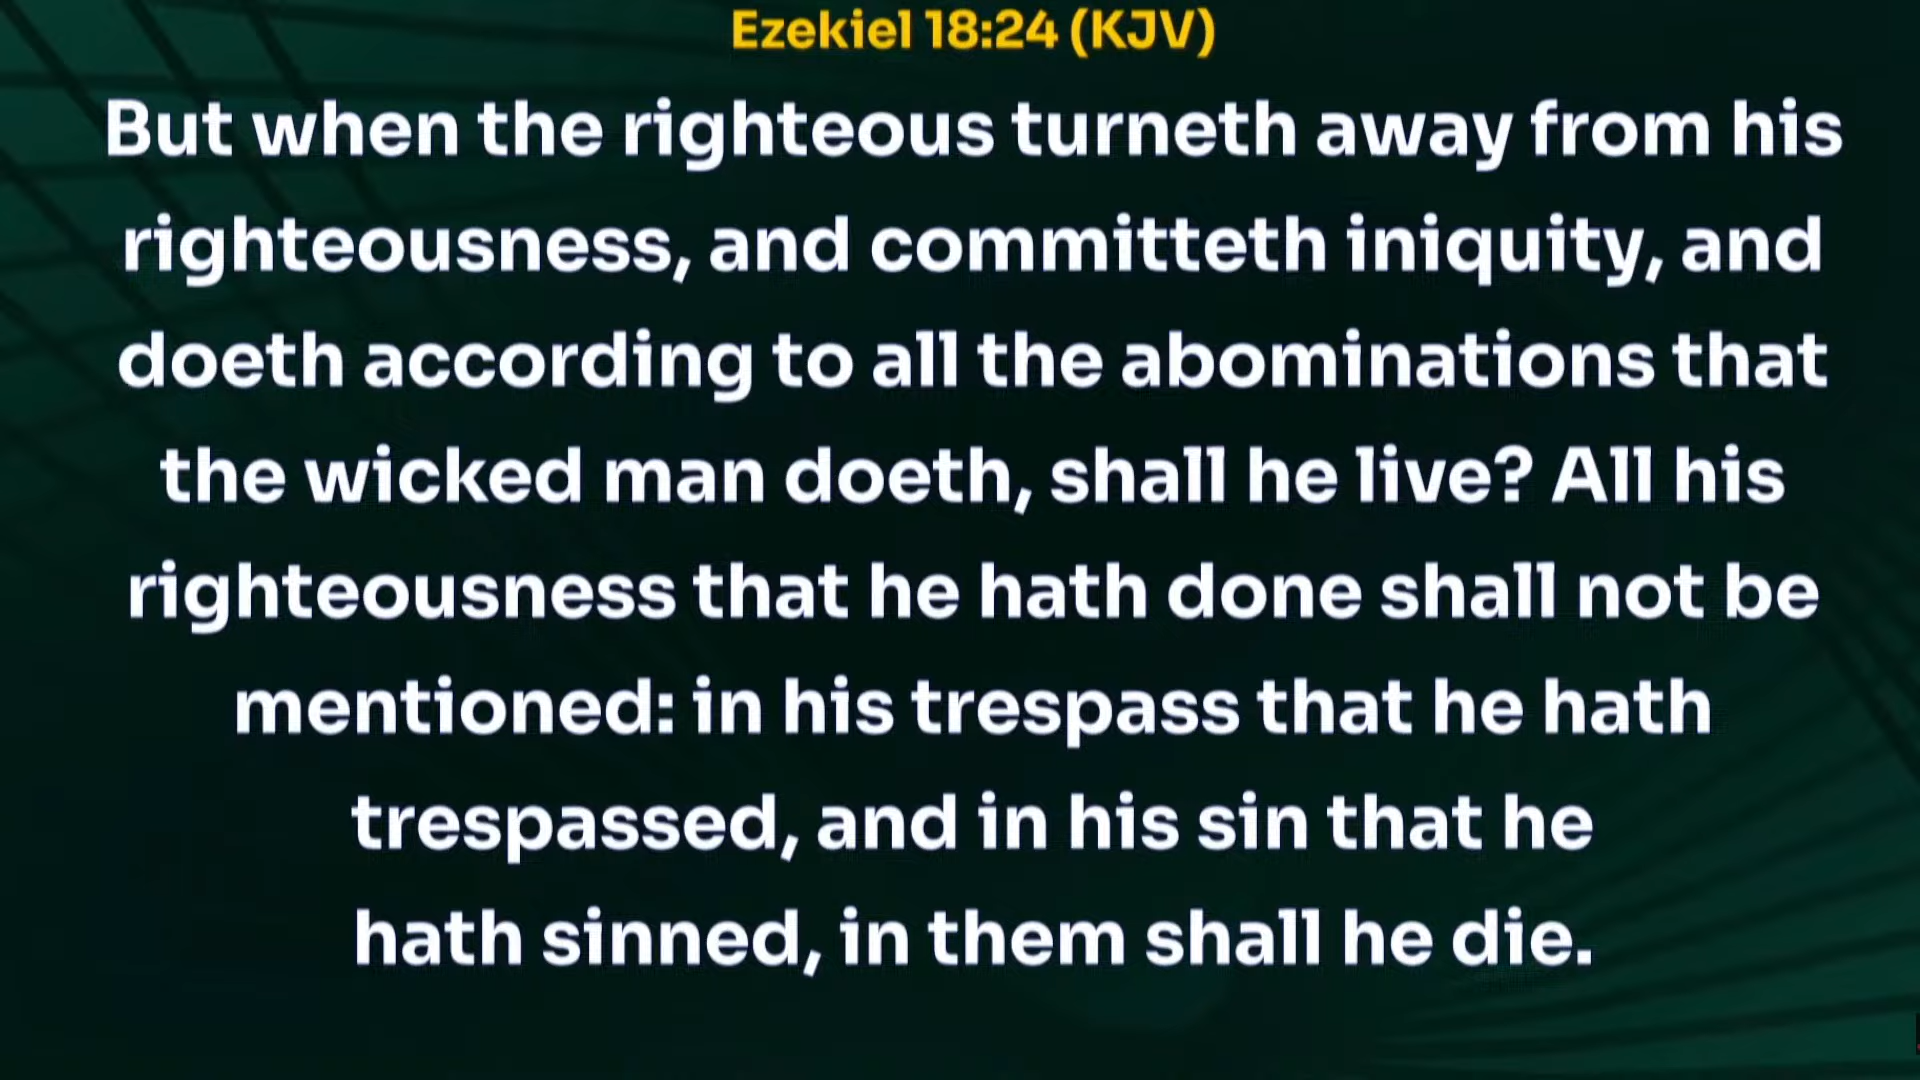 Ezekiel 18:24 (KJV)
But when the righteous turneth away from his
righteousness, and committeth iniquity, and
doeth according to all the abominations that
the wicked man doeth, shall he live? All his
righteousness that he hath done shall not be
mentioned: in his trespass that he hath
trespassed, and in his sin that he
hath sinned, in them shall he die.